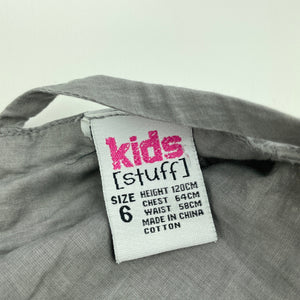 kids
[stuff]
SIZE
6
HEIGHT 120CM
CHEST 64CM
WAIST 58CM
MADE IN CHINA
COTTON